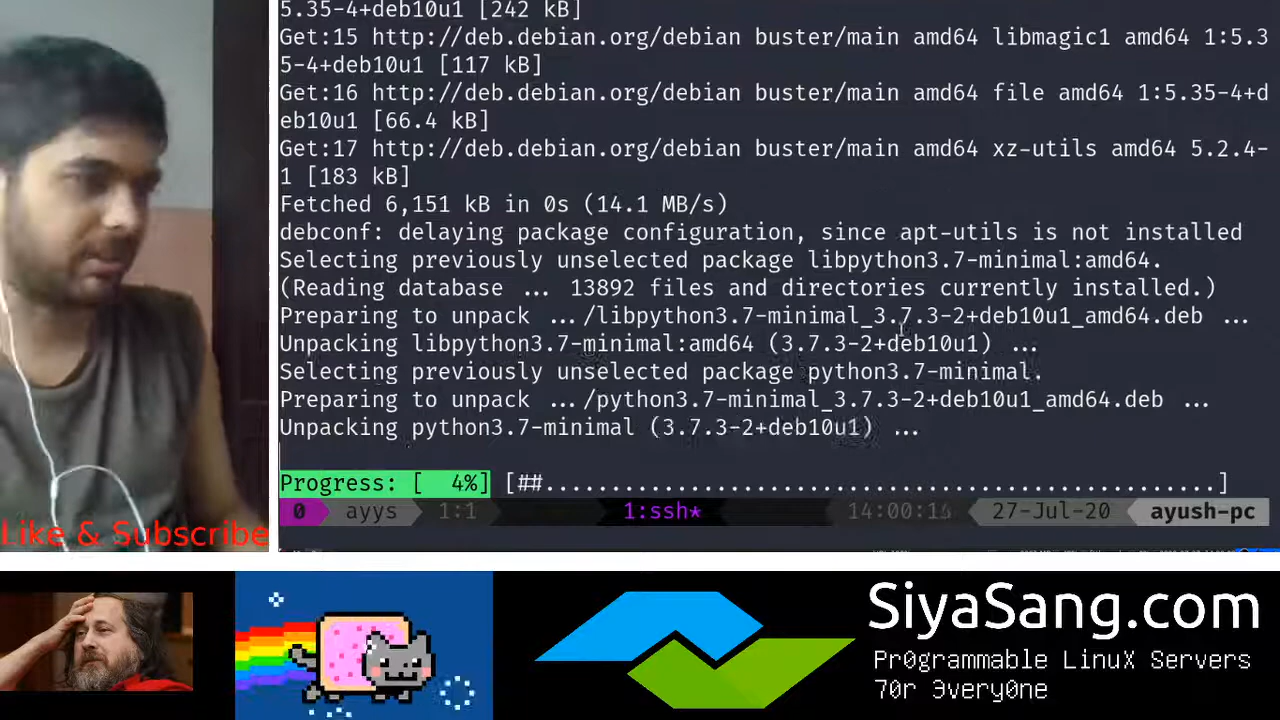 5.35-4+deb10u1 [242 kB]
Get:15 http://deb.debian.org/debian buster/main amd64 libmagic1 amd64 1:5.3
5-4+deb10u1 [117 kB]
Get:16 http://deb.debian.org/debian buster/main amd64 file amd64 1:5.35-4+d
eb10u1 [66.4 kB]
Get:17 http://deb.debian.org/debian buster/main amd64 xz-utils amd64 5.2.4-
1 [183 kB]
Fetched 6,151 kB in 0s (14.1 MB/s)
debconf: delaying package configuration, since apt-utils is not installed
Selecting previously unselected package libpython3.7-minimal:amd64.
(Reading database ... 13892 files and directories currently installed.)
Preparing to unpack .../libpython3.7-minimal_3.7.3-2+deb10u1_amd64.deb ...
Unpacking libpython3.7-minimal:amd64 (3.7.3-2+deb10u1) ...
Selecting previously unselected package python3.7-minimal.
Preparing to unpack .../python3.7-minimal_3.7.3-2+deb10u1_amd64.deb ...
Unpacking python3.7-minimal (3.7.3-2+deb10u1) ...
Progress: [  4%] [##...................................................]
0 ayys 1:1 1:ssh* 14:00:14 27-Jul-20 ayush-pc
Like & Subscribe
SiyaSang.com
Pr0grammable LinuX Servers
70r 3very0ne